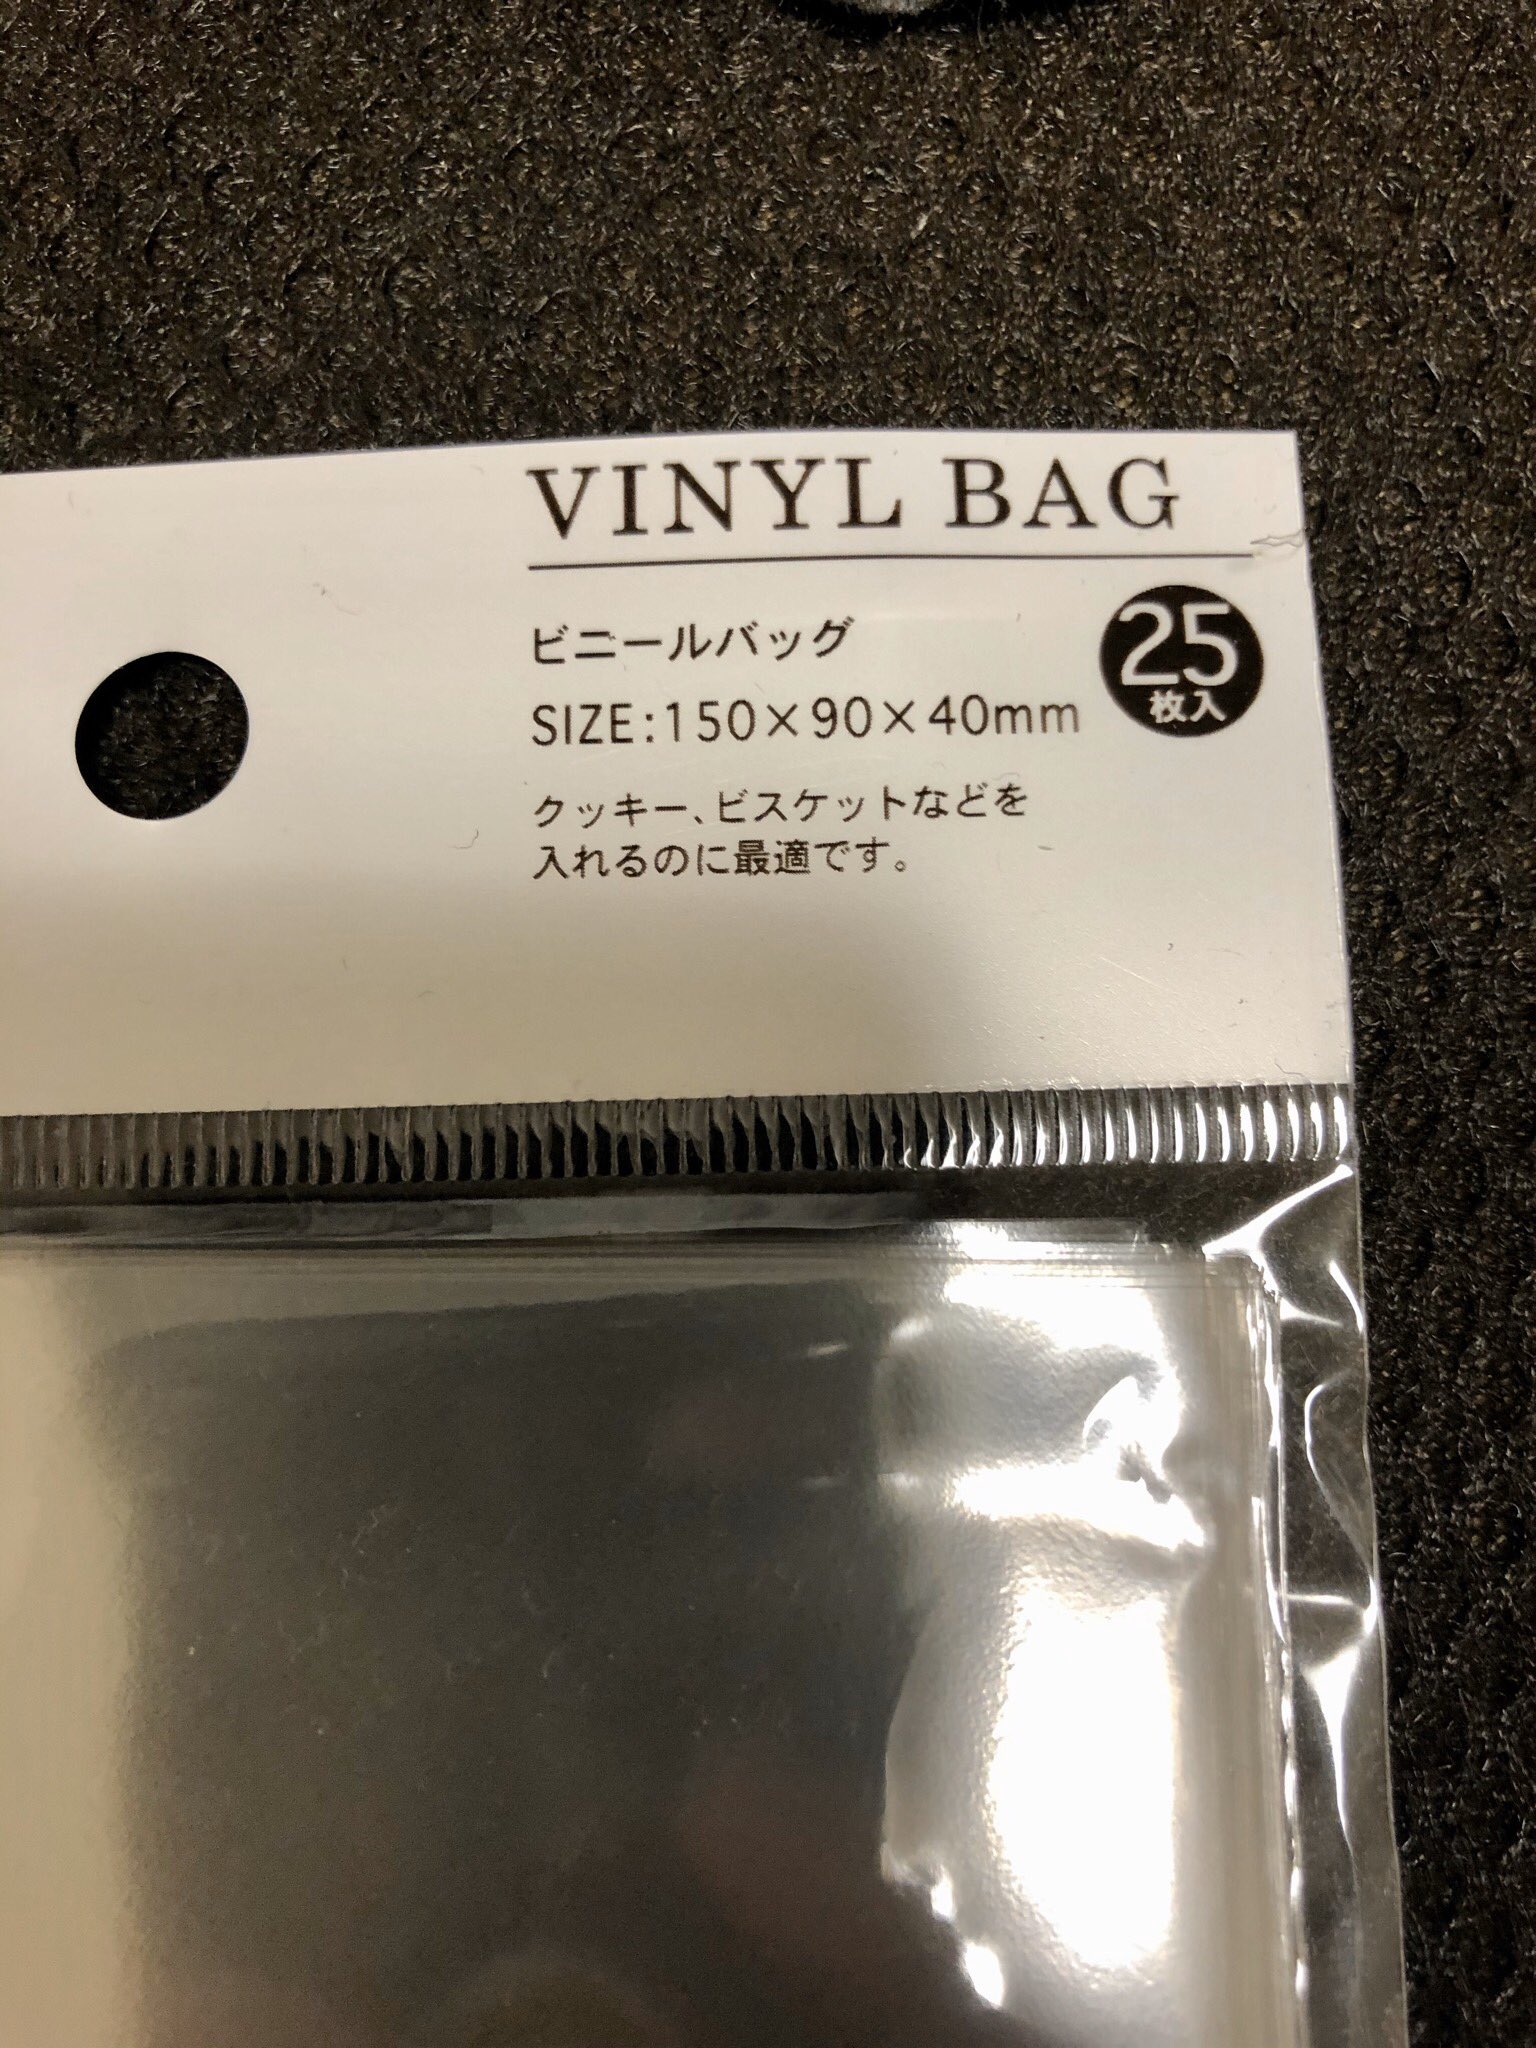 VINYL BAG
ビニールバッグ
25
枚入
SIZE:150×90×40mm
クッキー、ビスケットなどを
入れるのに最適です。